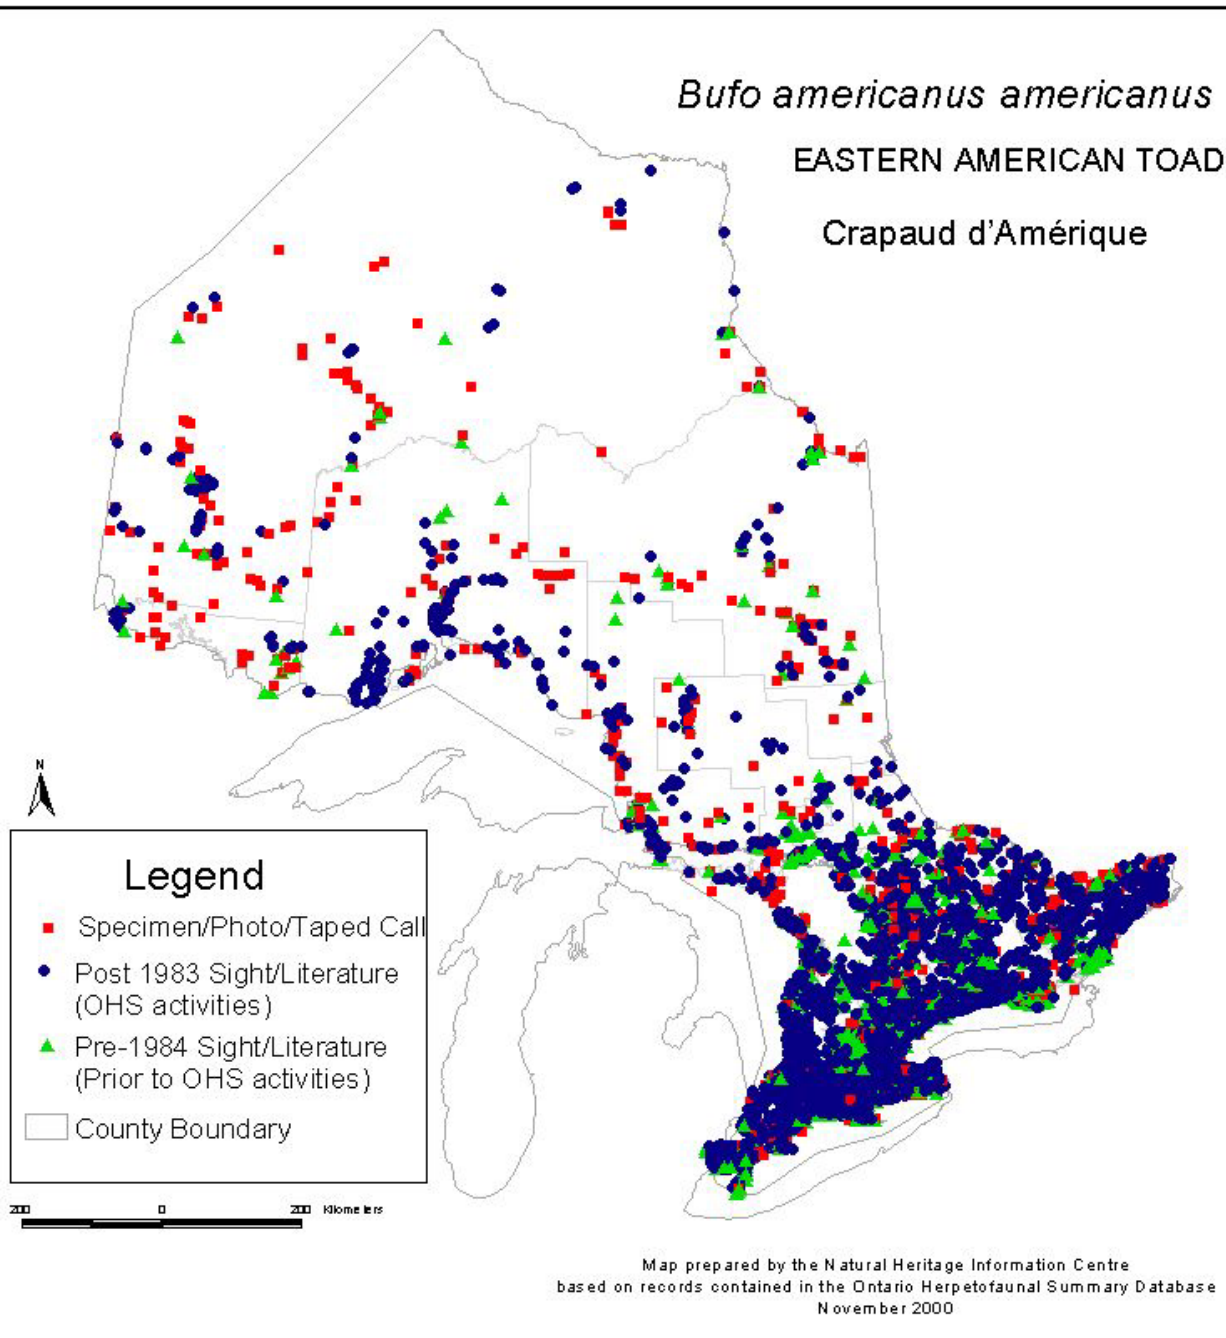 Bufo americanus americanus
EASTERN AMERICAN TOAD
Crapaud d'Amérique
N
Legend
Specimen/Photo/Taped Call
Post 1983 Sight/Literature
(OHS activities)
Pre-1984 Sight/Literature
(Prior to OHS activities)
County Boundary
200 0 200 Kilometers
Map prepared by the Natural Heritage Information Centre
based on records contained in the Ontario Herpetofaunal Summary Database
November 2000